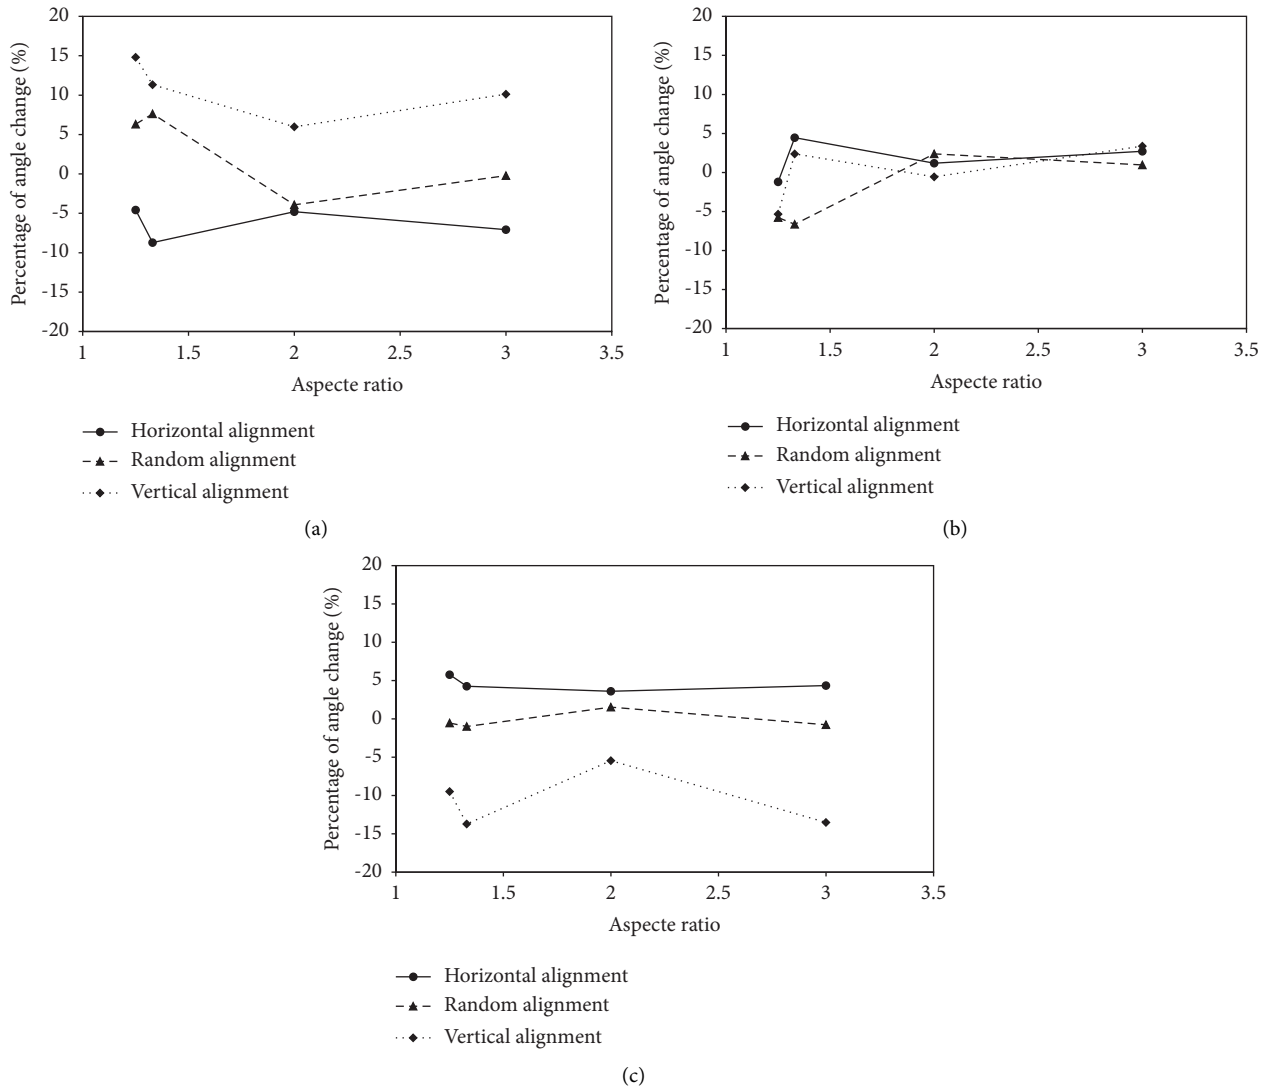 20
15
10
5
0
-5
-10
-15
-20
Percentage of angle change (%)
1 1.5 2 2.5 3 3.5
Aspecte ratio
Horizontal alignment
Random alignment
Vertical alignment
(a)
20
15
10
5
0
-5
-10
-15
-20
Percentage of angle change (%)
1 1.5 2 2.5 3 3.5
Aspecte ratio
Horizontal alignment
Random alignment
Vertical alignment
(b)
20
15
10
5
0
-5
-10
-15
-20
Percentage of angle change (%)
1 1.5 2 2.5 3 3.5
Aspecte ratio
Horizontal alignment
Random alignment
Vertical alignment
(c)